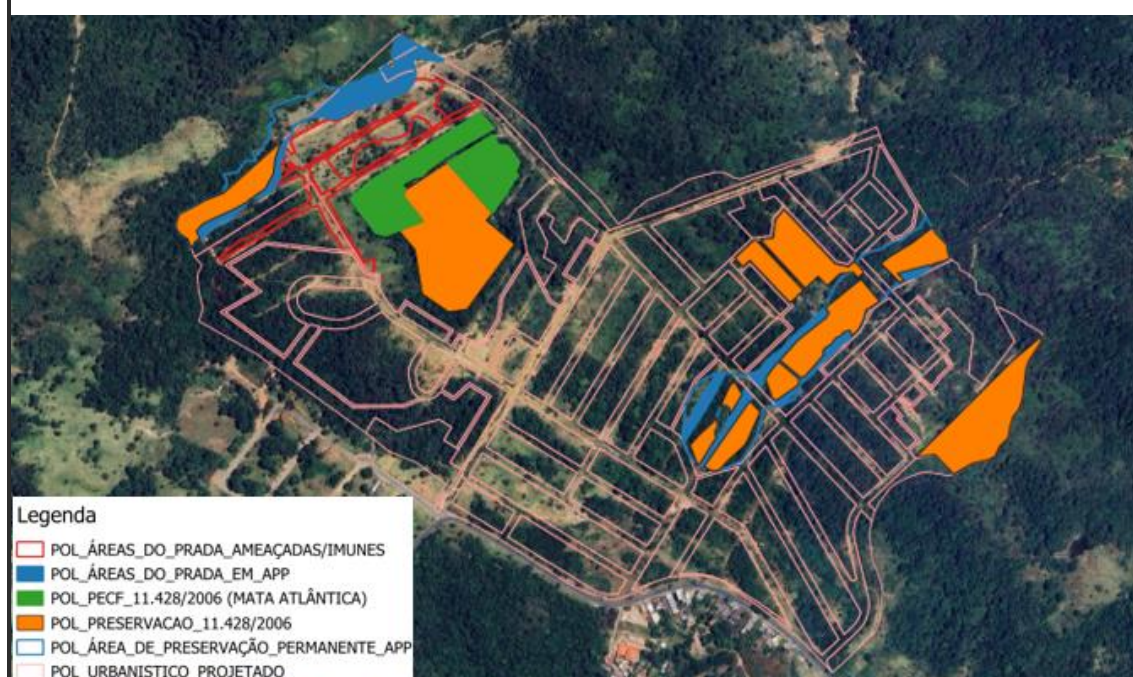 Legenda
POL_ÁREAS_DO_PRADA_AMEAÇADAS/IMUNES
POL_ÁREAS_DO_PRADA_EM_APP
POL_PECF_11.428/2006 (MATA ATLÂNTICA)
POL_PRESERVACAO_11.428/2006
POL_ÁREA_DE_PRESERVAÇÃO_PERMANENTE_APP
POL_URBANISTICO_PROJETADO